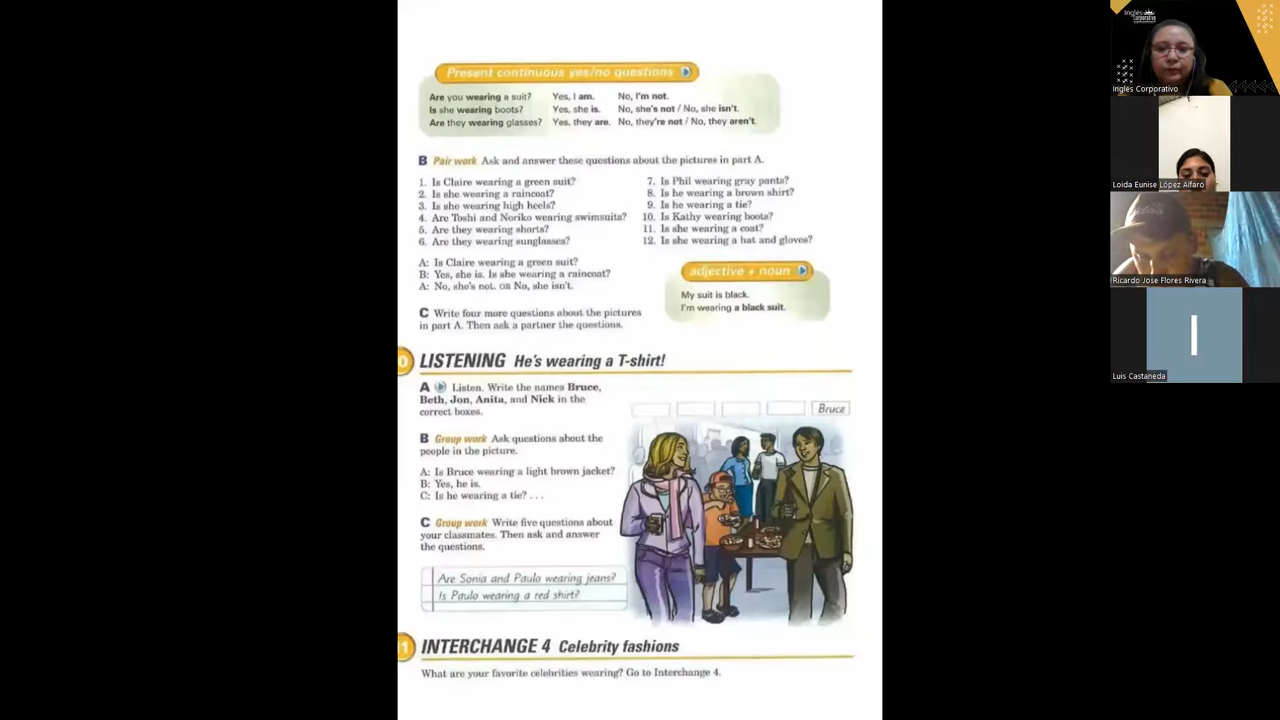 Present continuous yes/no questions
Are you wearing a suit? Yes, I am. No, I'm not.
Is she wearing boots? Yes, she is. No, she's not / No, she isn't.
Are they wearing glasses? Yes, they are. No, they're not / No, they aren't.
B Pair work Ask and answer these questions about the pictures in part A.
1. Is Claire wearing a green suit?
2. Is she wearing a raincoat?
3. Is she wearing high heels?
4. Are Toshi and Noriko wearing swimsuits?
5. Are they wearing shorts?
6. Are they wearing sunglasses?
7. Is Phil wearing gray pants?
8. Is he wearing a brown shirt?
9. Is he wearing a tie?
10. Is Kathy wearing boots?
11. Is she wearing a coat?
12. Is she wearing a hat and gloves?
A: Is Claire wearing a green suit?
B: Yes, she is. Is she wearing a raincoat?
A: No, she's not. OR No, she isn't.
adjective + noun
My suit is black.
I'm wearing a black suit.
C Write four more questions about the pictures
in part A. Then ask a partner the questions.
0 LISTENING He's wearing a T-shirt!
A Listen. Write the names Bruce,
Beth, Jon, Anita, and Nick in the
correct boxes.
Bruce
B Group work Ask questions about the
people in the picture.
A: Is Bruce wearing a light brown jacket?
B: Yes, he is.
C: Is he wearing a tie? . . .
C Group work Write five questions about
your classmates. Then ask and answer
the questions.
Are Sonia and Paulo wearing jeans?
Is Paulo wearing a red shirt?
1 INTERCHANGE 4 Celebrity fashions
What are your favorite celebrities wearing? Go to Interchange 4.
Inglés
Corporativo
Ingles Corporativo
Loida Eunise López Alfaro
Ricardo Jose Flores Rivera
l
Luis Castaneda